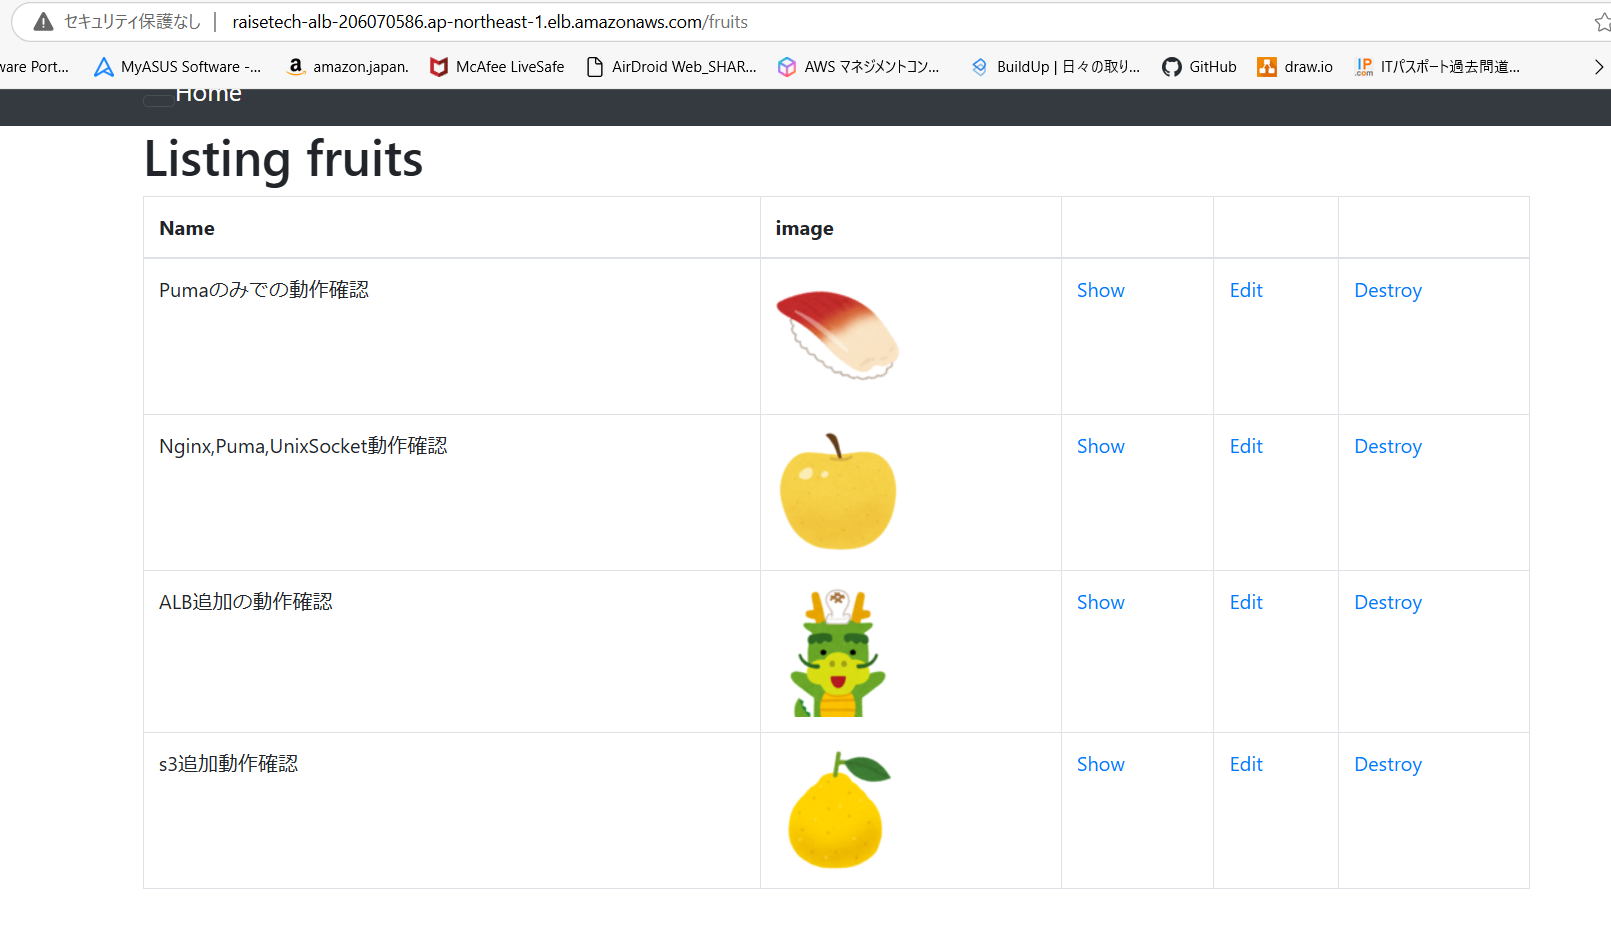 セキュリティ保護なし | raisetech-alb-206070586.ap-northeast-1.elb.amazonaws.com/fruits
ware Port... MyASUS Software -... amazon.japan. McAfee LiveSafe AirDroid Web_SHAR... AWS マネジメントコン... BuildUp | 日々の取り... GitHub draw.io ITパスポート過去問道...
Home
Listing fruits
Name image
Pumaのみでの動作確認 Show Edit Destroy
Nginx,Puma,UnixSocket動作確認 Show Edit Destroy
ALB追加の動作確認 Show Edit Destroy
s3追加動作確認 Show Edit Destroy